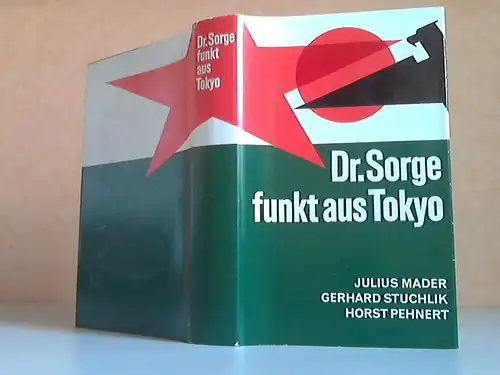 Dr. Sorge
funkt
aus
Tokyo
Dr. Sorge
funkt aus Tokyo
JULIUS MADER
GERHARD STUCHLIK
HORST PEHNERT